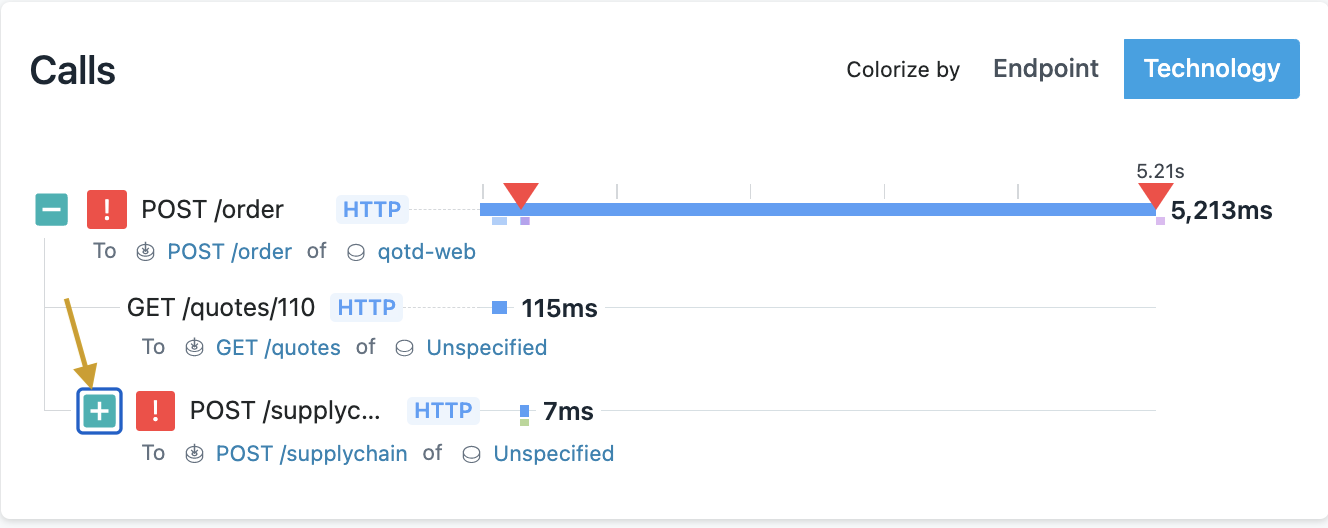 Calls
Colorize by Endpoint Technology
5.21s
POST /order HTTP 5,213ms
To POST /order of qotd-web
GET /quotes/110 HTTP 115ms
To GET /quotes of Unspecified
POST /supplyc... HTTP 7ms
To POST /supplychain of Unspecified